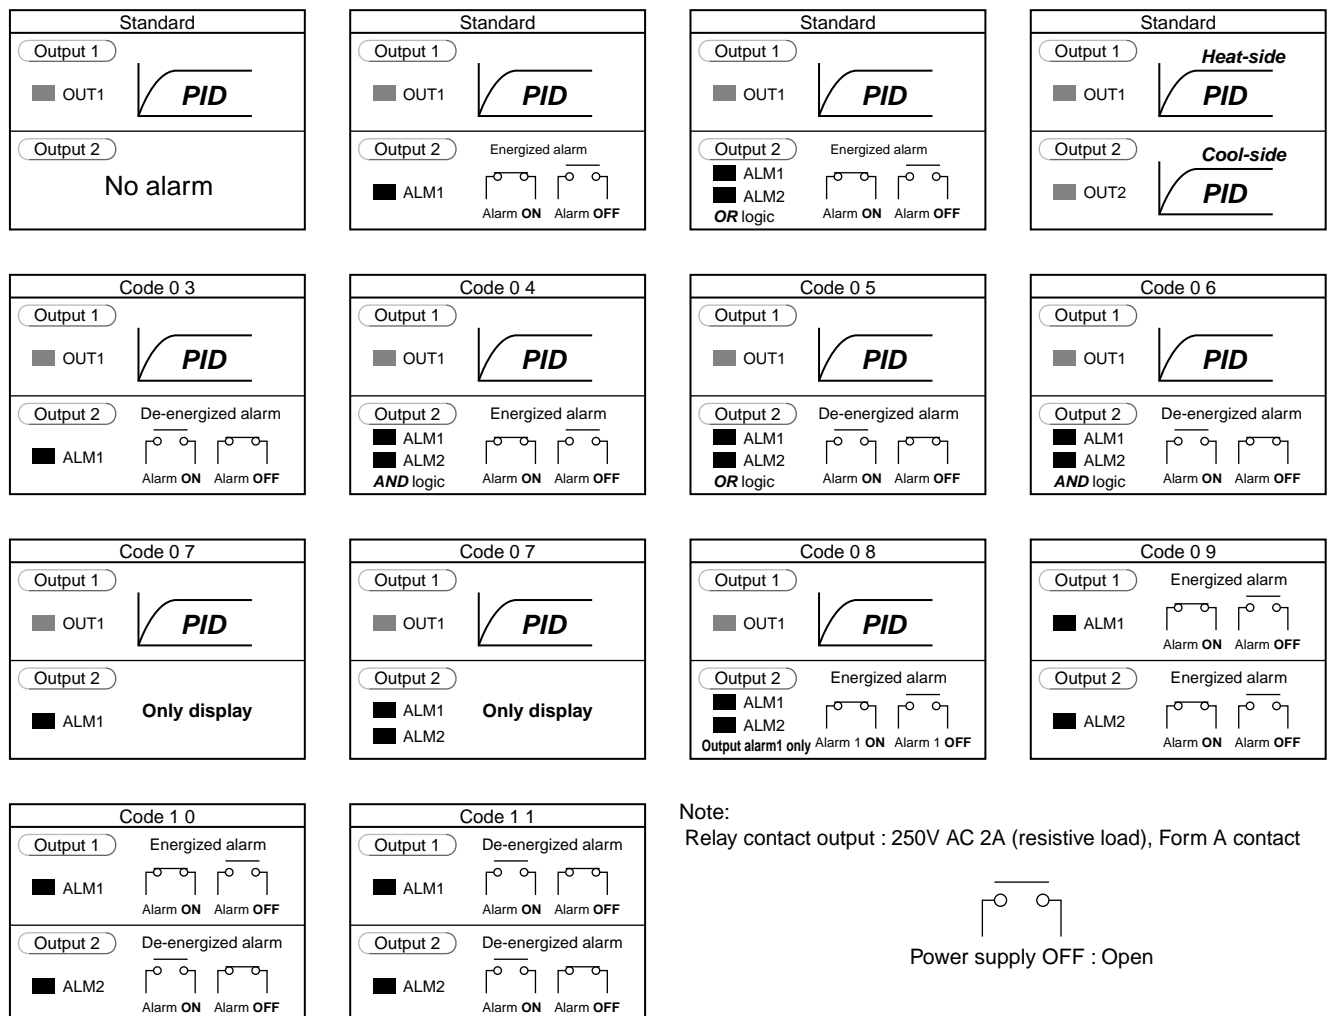 Standard
Output 1
OUT1
PID
Output 2
No alarm
Standard
Output 1
OUT1
PID
Output 2
Energized alarm
ALM1
Alarm ON Alarm OFF
Standard
Output 1
OUT1
PID
Output 2
Energized alarm
ALM1
ALM2
OR logic
Alarm ON Alarm OFF
Standard
Output 1
Heat-side
OUT1
PID
Output 2
Cool-side
OUT2
PID
Code 0 3
Output 1
OUT1
PID
Output 2
De-energized alarm
ALM1
Alarm ON Alarm OFF
Code 0 4
Output 1
OUT1
PID
Output 2
Energized alarm
ALM1
ALM2
AND logic
Alarm ON Alarm OFF
Code 0 5
Output 1
OUT1
PID
Output 2
De-energized alarm
ALM1
ALM2
OR logic
Alarm ON Alarm OFF
Code 0 6
Output 1
OUT1
PID
Output 2
De-energized alarm
ALM1
ALM2
AND logic
Alarm ON Alarm OFF
Code 0 7
Output 1
OUT1
PID
Output 2
ALM1
Only display
Code 0 7
Output 1
OUT1
PID
Output 2
ALM1
ALM2
Only display
Code 0 8
Output 1
OUT1
PID
Output 2
Energized alarm
ALM1
ALM2
Output alarm1 only
Alarm 1 ON Alarm 1 OFF
Code 0 9
Output 1
Energized alarm
ALM1
Alarm ON Alarm OFF
Output 2
Energized alarm
ALM2
Alarm ON Alarm OFF
Code 1 0
Output 1
Energized alarm
ALM1
Alarm ON Alarm OFF
Output 2
De-energized alarm
ALM2
Alarm ON Alarm OFF
Code 1 1
Output 1
De-energized alarm
ALM1
Alarm ON Alarm OFF
Output 2
De-energized alarm
ALM2
Alarm ON Alarm OFF
Note:
Relay contact output : 250V AC 2A (resistive load), Form A contact
Power supply OFF : Open